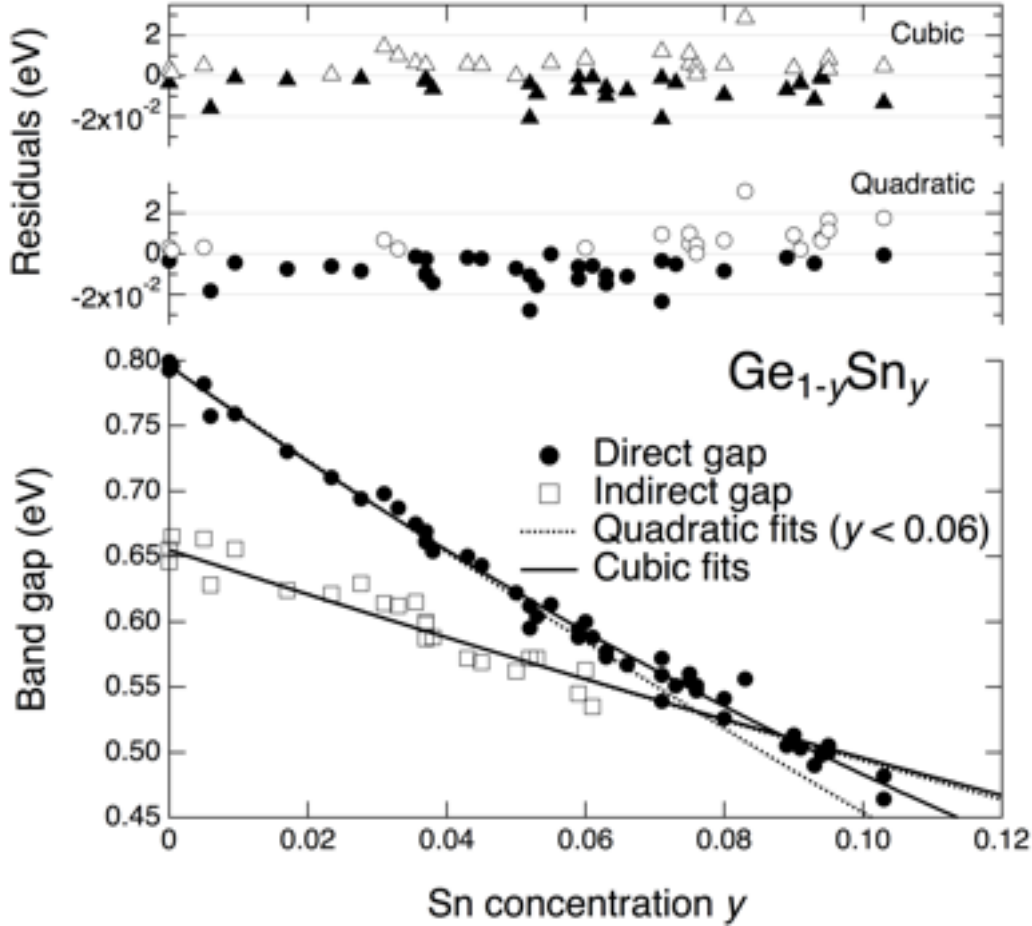 Residuals (eV)
Cubic
2
0
-2x10⁻²
Quadratic
2
0
-2x10⁻²
Band gap (eV)
Ge₁₋ySny
Direct gap
Indirect gap
Quadratic fits (y < 0.06)
Cubic fits
0.80
0.75
0.70
0.65
0.60
0.55
0.50
0.45
0
0.02
0.04
0.06
0.08
0.10
0.12
Sn concentration y